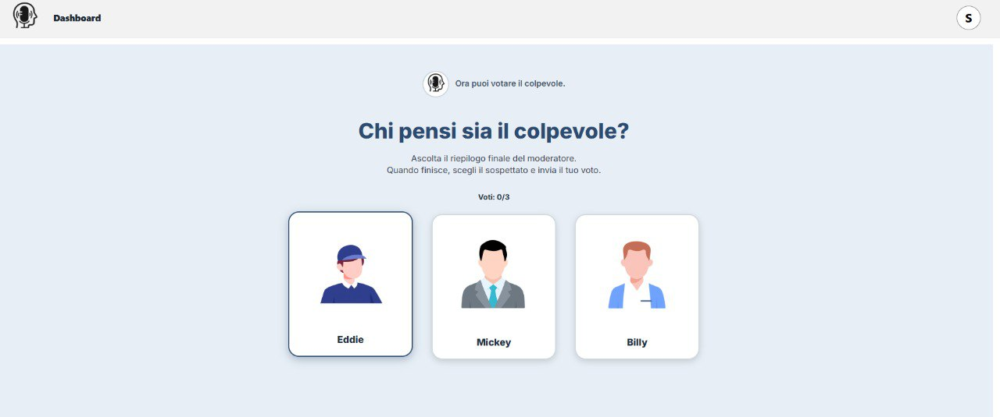 Dashboard
S
Ora puoi votare il colpevole.
Chi pensi sia il colpevole?
Ascolta il riepilogo finale del moderatore.
Quando finisce, scegli il sospettato e invia il tuo voto.
Voti: 0/3
Eddie
Mickey
Billy